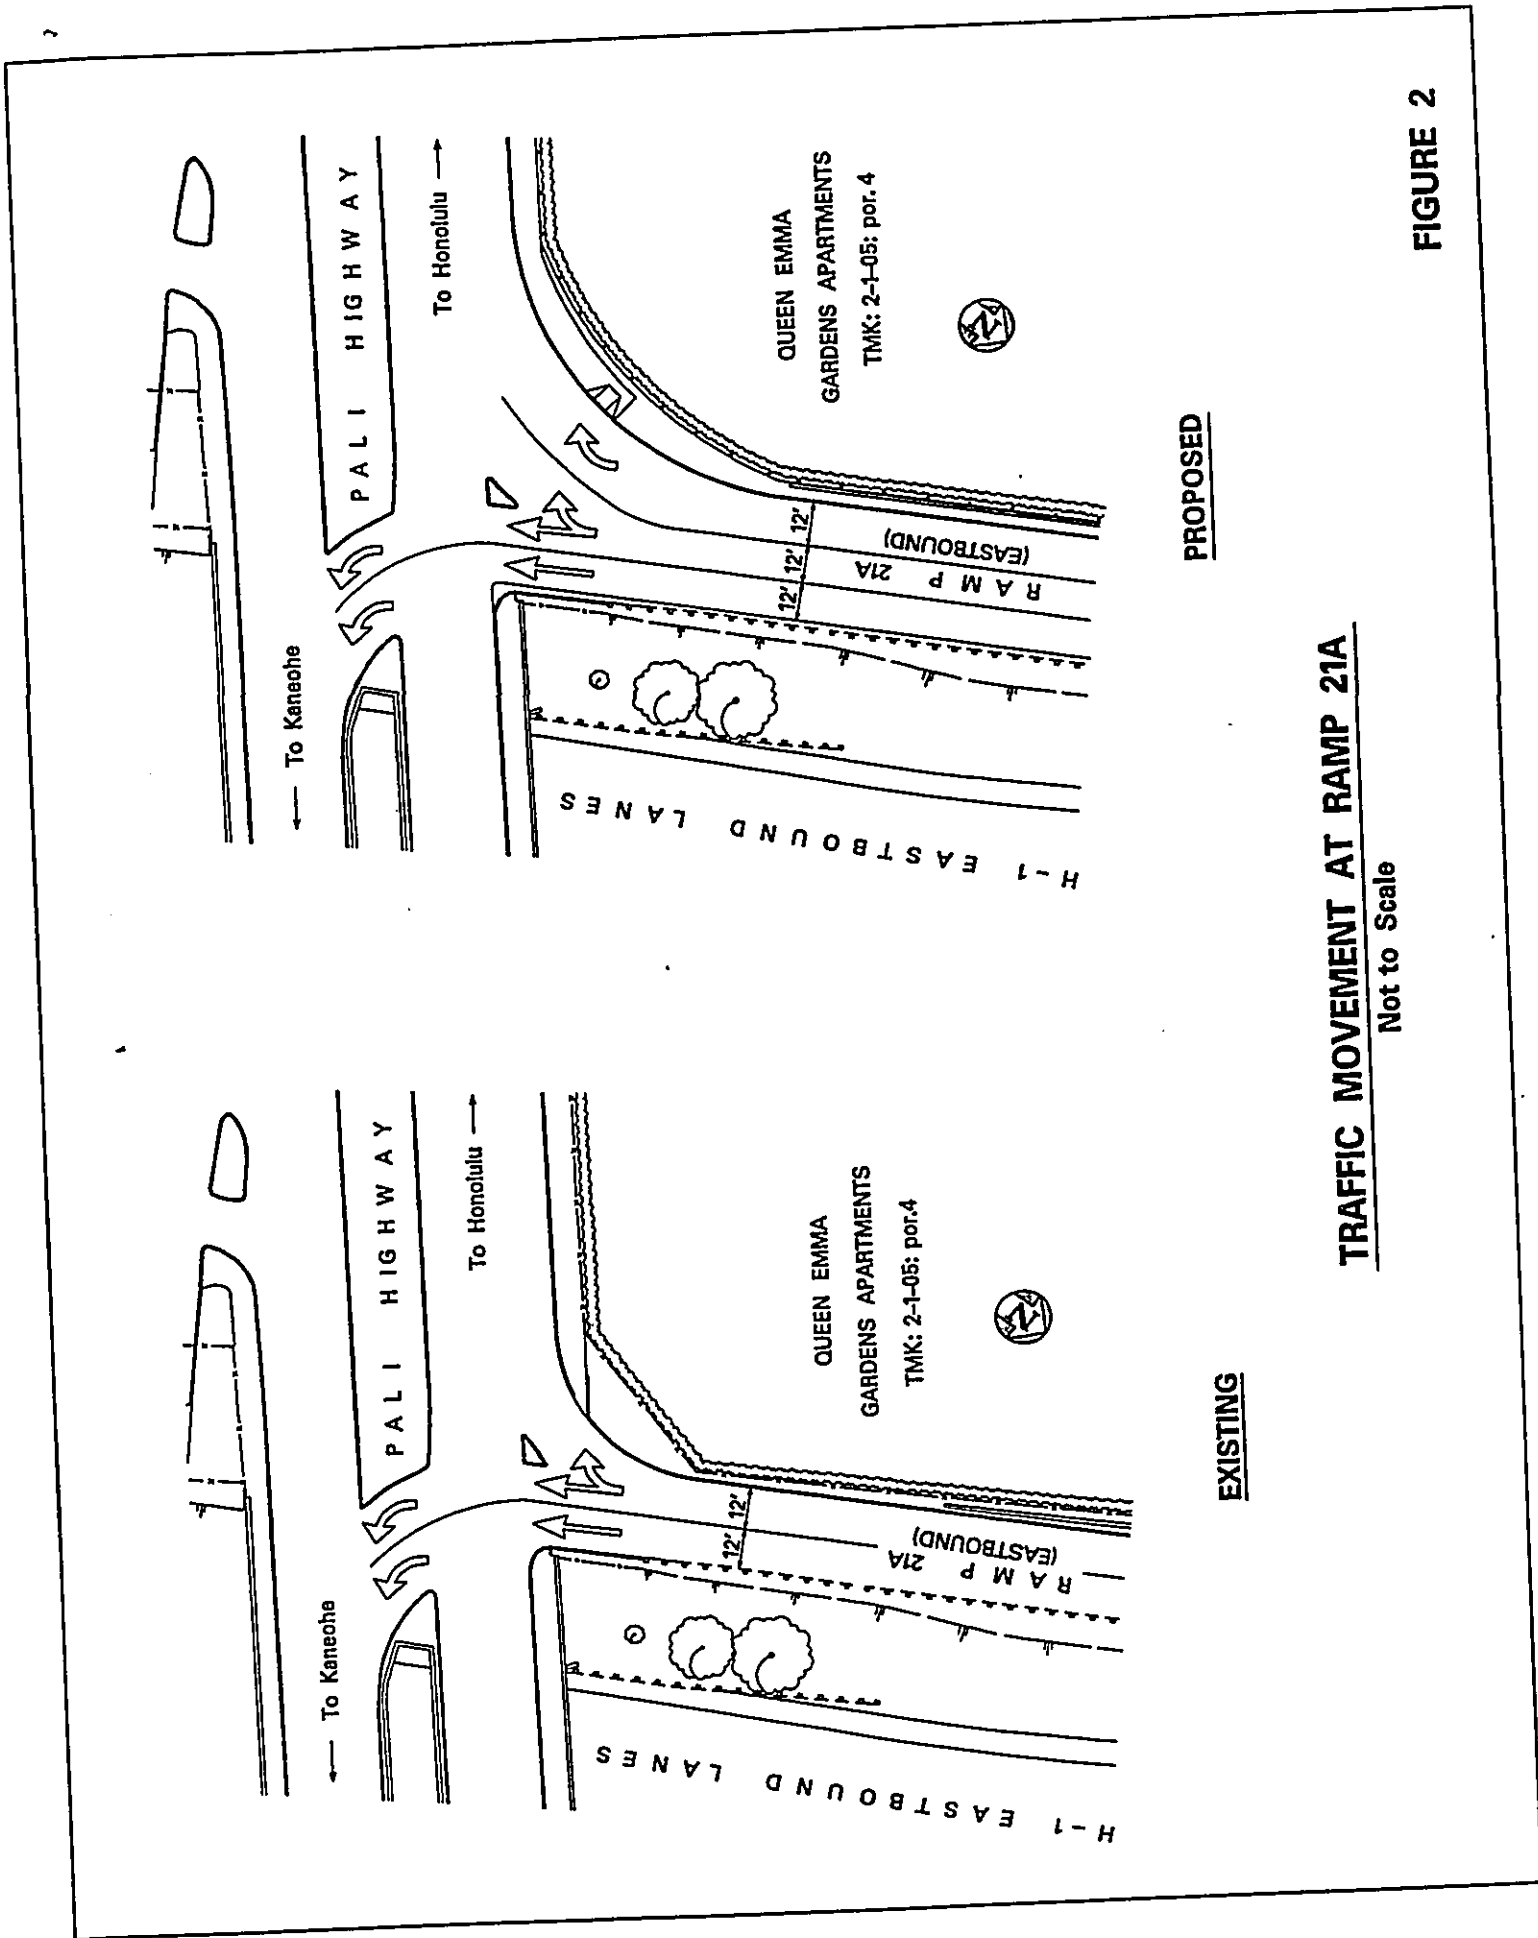 To Kaneohe
PALI HIGHWAY
To Honolulu
QUEEN EMMA
GARDENS APARTMENTS
TMK: 2-1-05: por.4
N
12' 12'
RAMP 21A
(EASTBOUND)
H-1 EASTBOUND LANES
EXISTING
To Kaneohe
PALI HIGHWAY
To Honolulu
QUEEN EMMA
GARDENS APARTMENTS
TMK: 2-1-05: por. 4
N
12' 12' 12'
RAMP 21A
(EASTBOUND)
H-1 EASTBOUND LANES
PROPOSED
TRAFFIC MOVEMENT AT RAMP 21A
Not to Scale
FIGURE 2